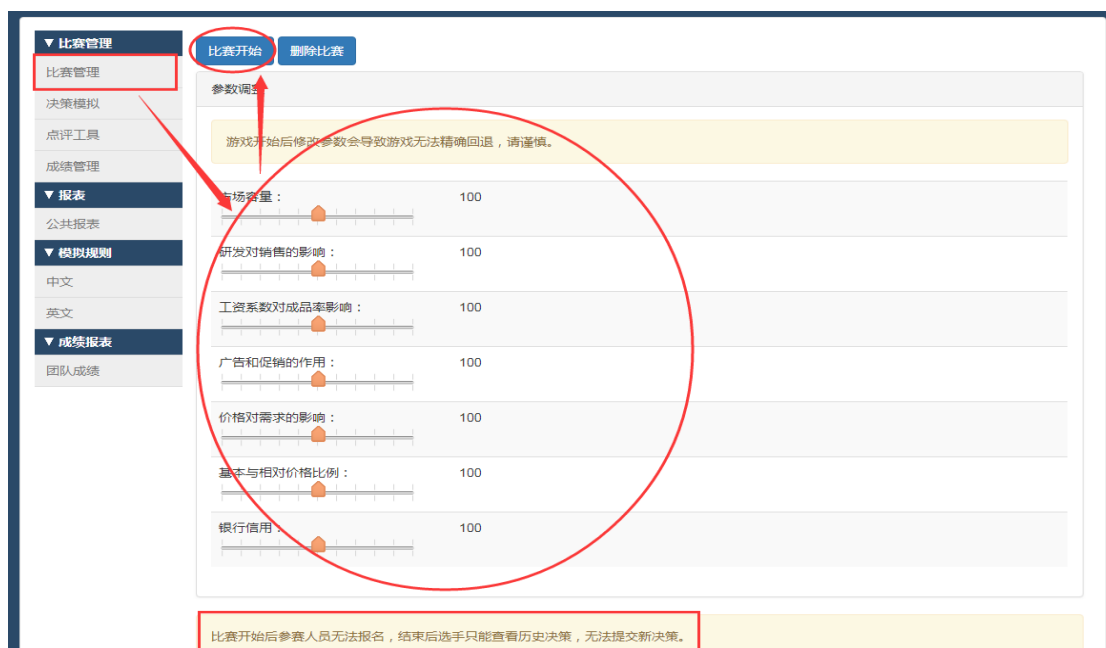 ▼ 比赛管理
比赛管理
决策模拟
点评工具
成绩管理
▼ 报表
公共报表
▼ 模拟规则
中文
英文
▼ 成绩报表
团队成绩
比赛开始 删除比赛
参数调整
游戏开始后修改参数会导致游戏无法精确回退，请谨慎。
市场容量： 100
研发对销售的影响： 100
工资系数对成品率影响： 100
广告和促销的作用： 100
价格对需求的影响： 100
基本与相对价格比例： 100
银行信用： 100
比赛开始后参赛人员无法报名，结束后选手只能查看历史决策，无法提交新决策。